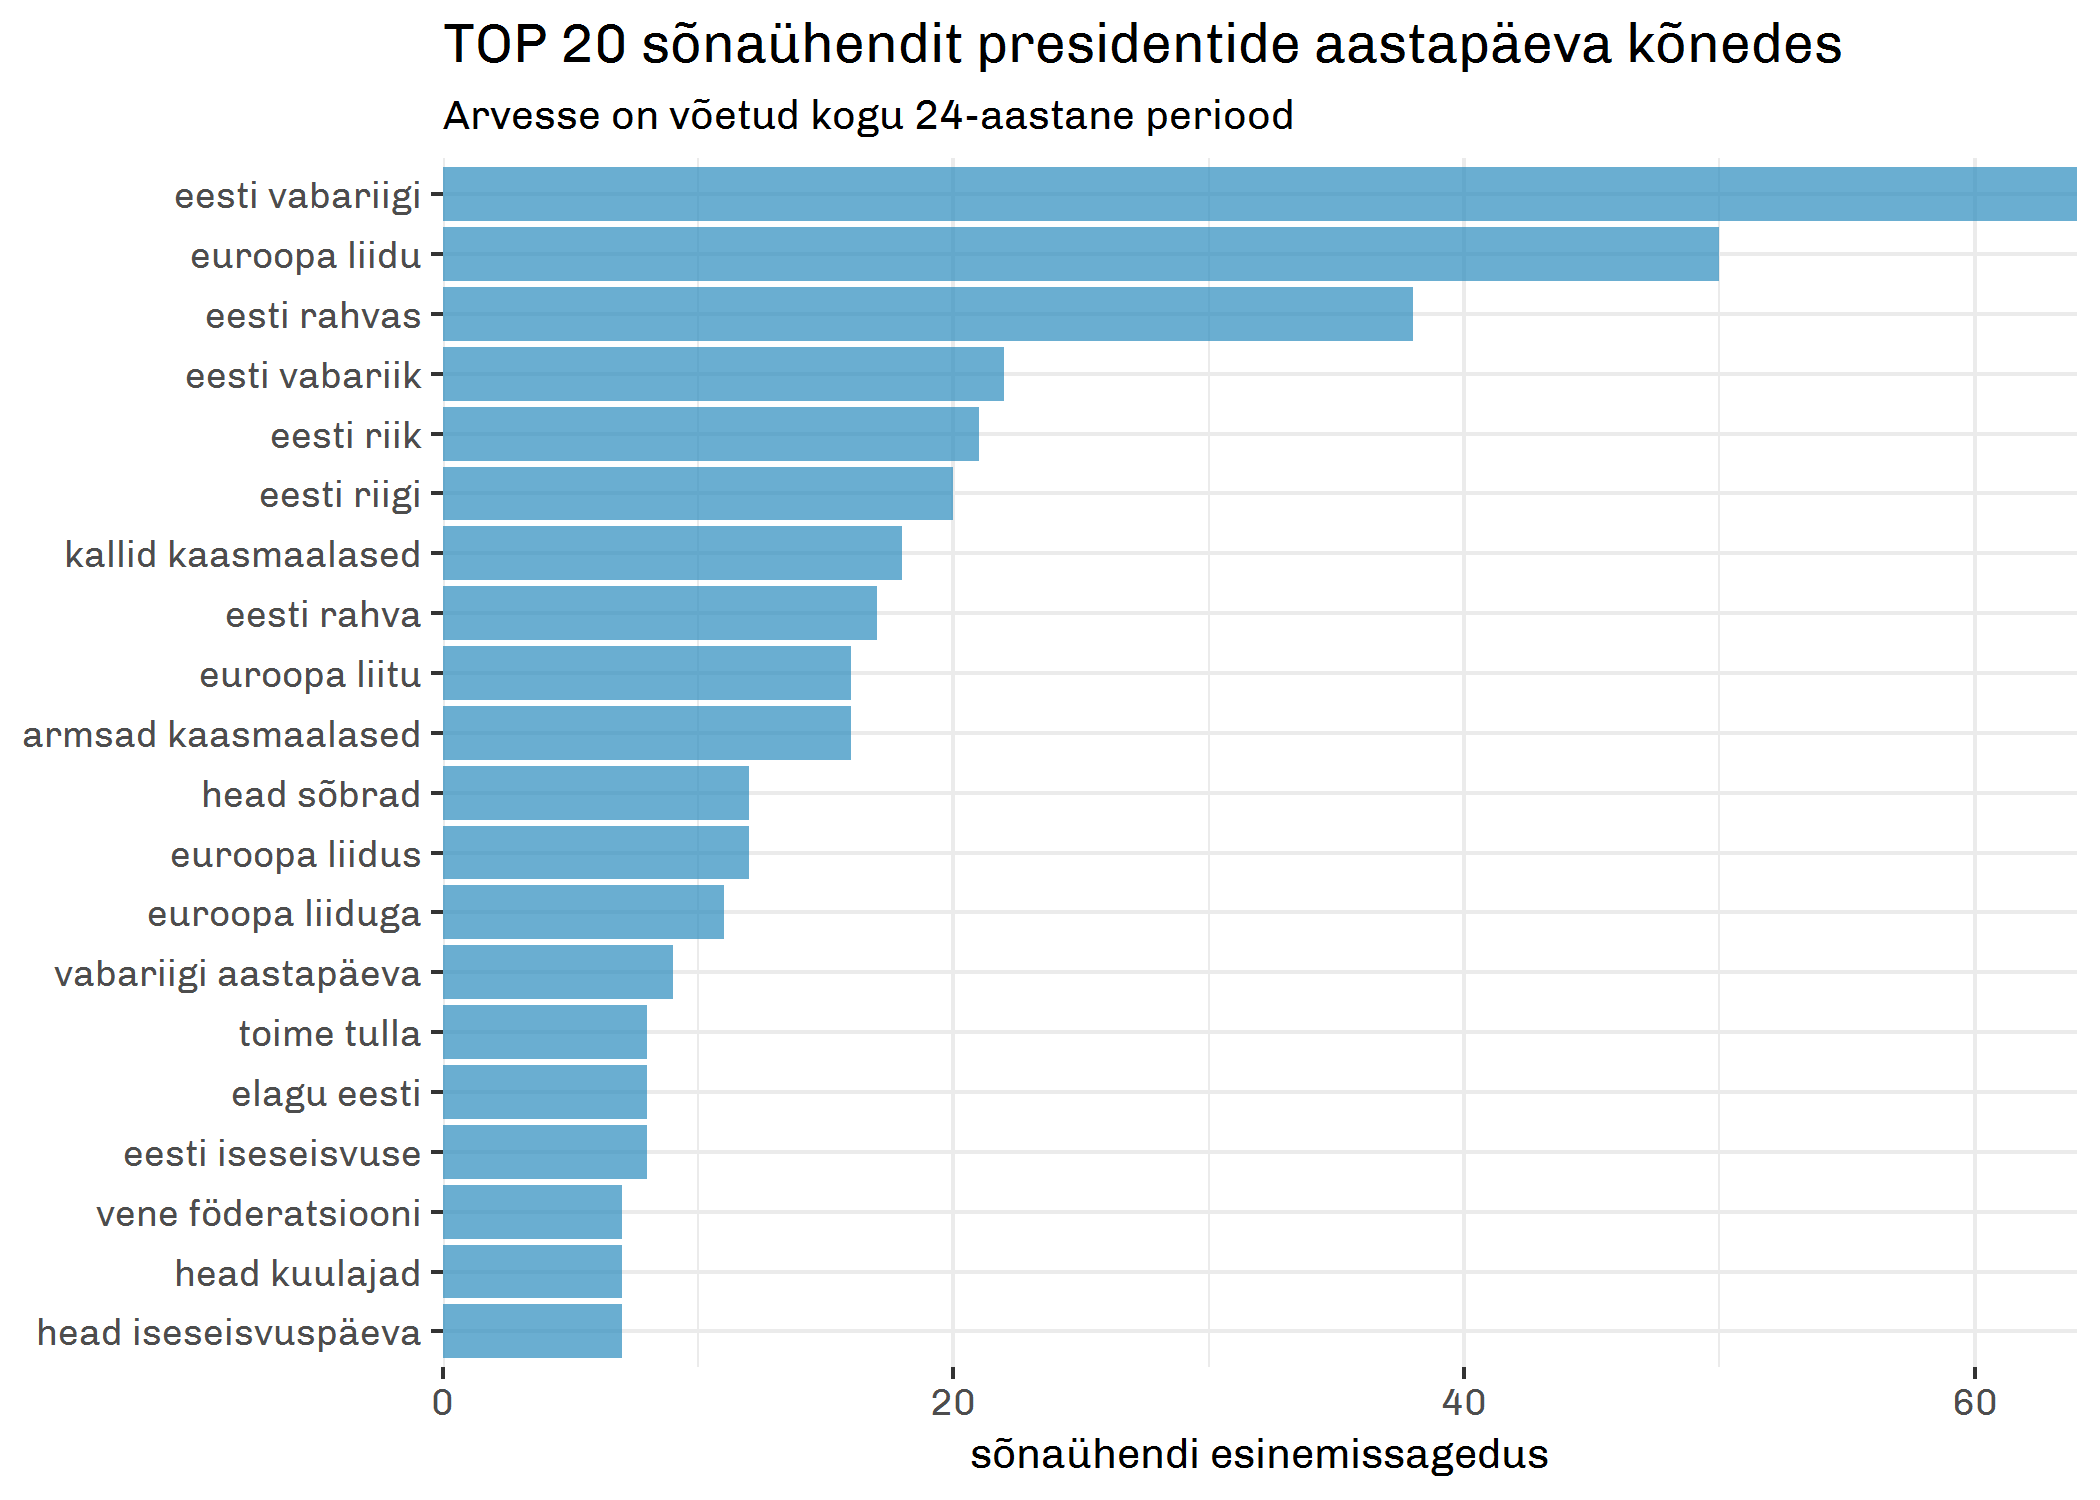 TOP 20 sõnaühendit presidentide aastapäeva kõnedes
Arvesse on võetud kogu 24-aastane periood
eesti vabariigi
euroopa liidu
eesti rahvas
eesti vabariik
eesti riik
eesti riigi
kallid kaasmaalased
eesti rahva
euroopa liitu
armsad kaasmaalased
head sõbrad
euroopa liidus
euroopa liiduga
vabariigi aastapäeva
toime tulla
elagu eesti
eesti iseseisvuse
vene föderatsiooni
head kuulajad
head iseseisvuspäeva
0 20 40 60
sõnaühendi esinemissagedus